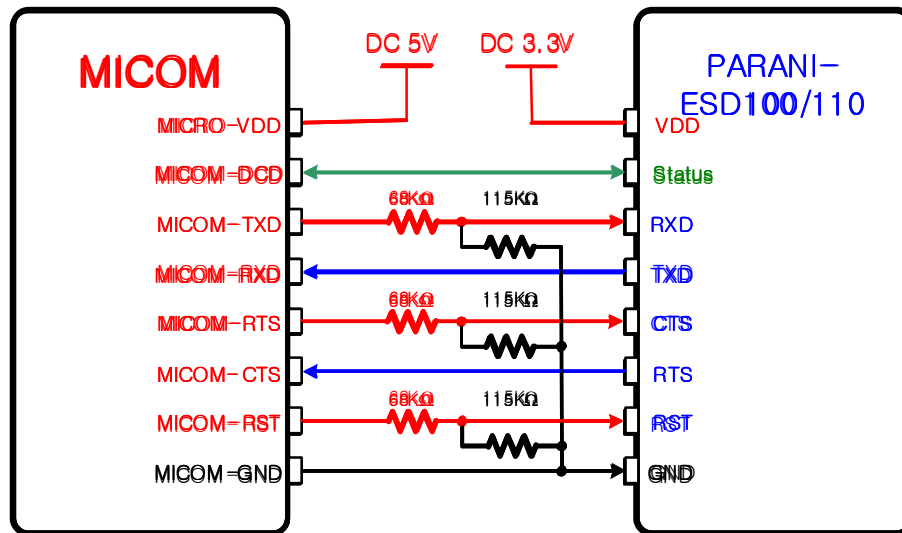 DC 5V DC 3.3V
MICOM PARANI-
ESD100/110
MICRO-VDD VDD
MICOM-DCD Status
68KΩ 115KΩ
MICOM-TXD RXD
MICOM-RXD TXD
68KΩ 115KΩ
MICOM-RTS CTS
MICOM-CTS RTS
68KΩ 115KΩ
MICOM-RST RST
MICOM-GND GND